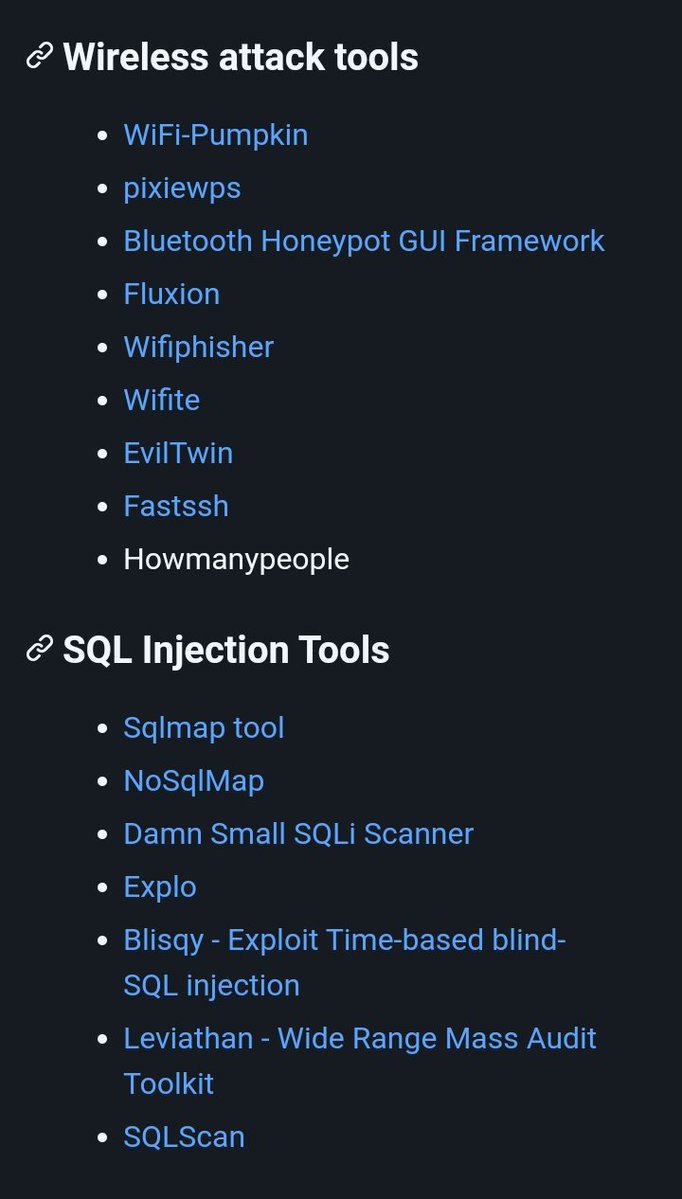 Wireless attack tools
WiFi-Pumpkin
pixiewps
Bluetooth Honeypot GUI Framework
Fluxion
Wifiphisher
Wifite
EvilTwin
Fastssh
Howmanypeople
SQL Injection Tools
Sqlmap tool
NoSqlMap
Damn Small SQLi Scanner
Explo
Blisqy - Exploit Time-based blind-
SQL injection
Leviathan - Wide Range Mass Audit
Toolkit
SQLScan